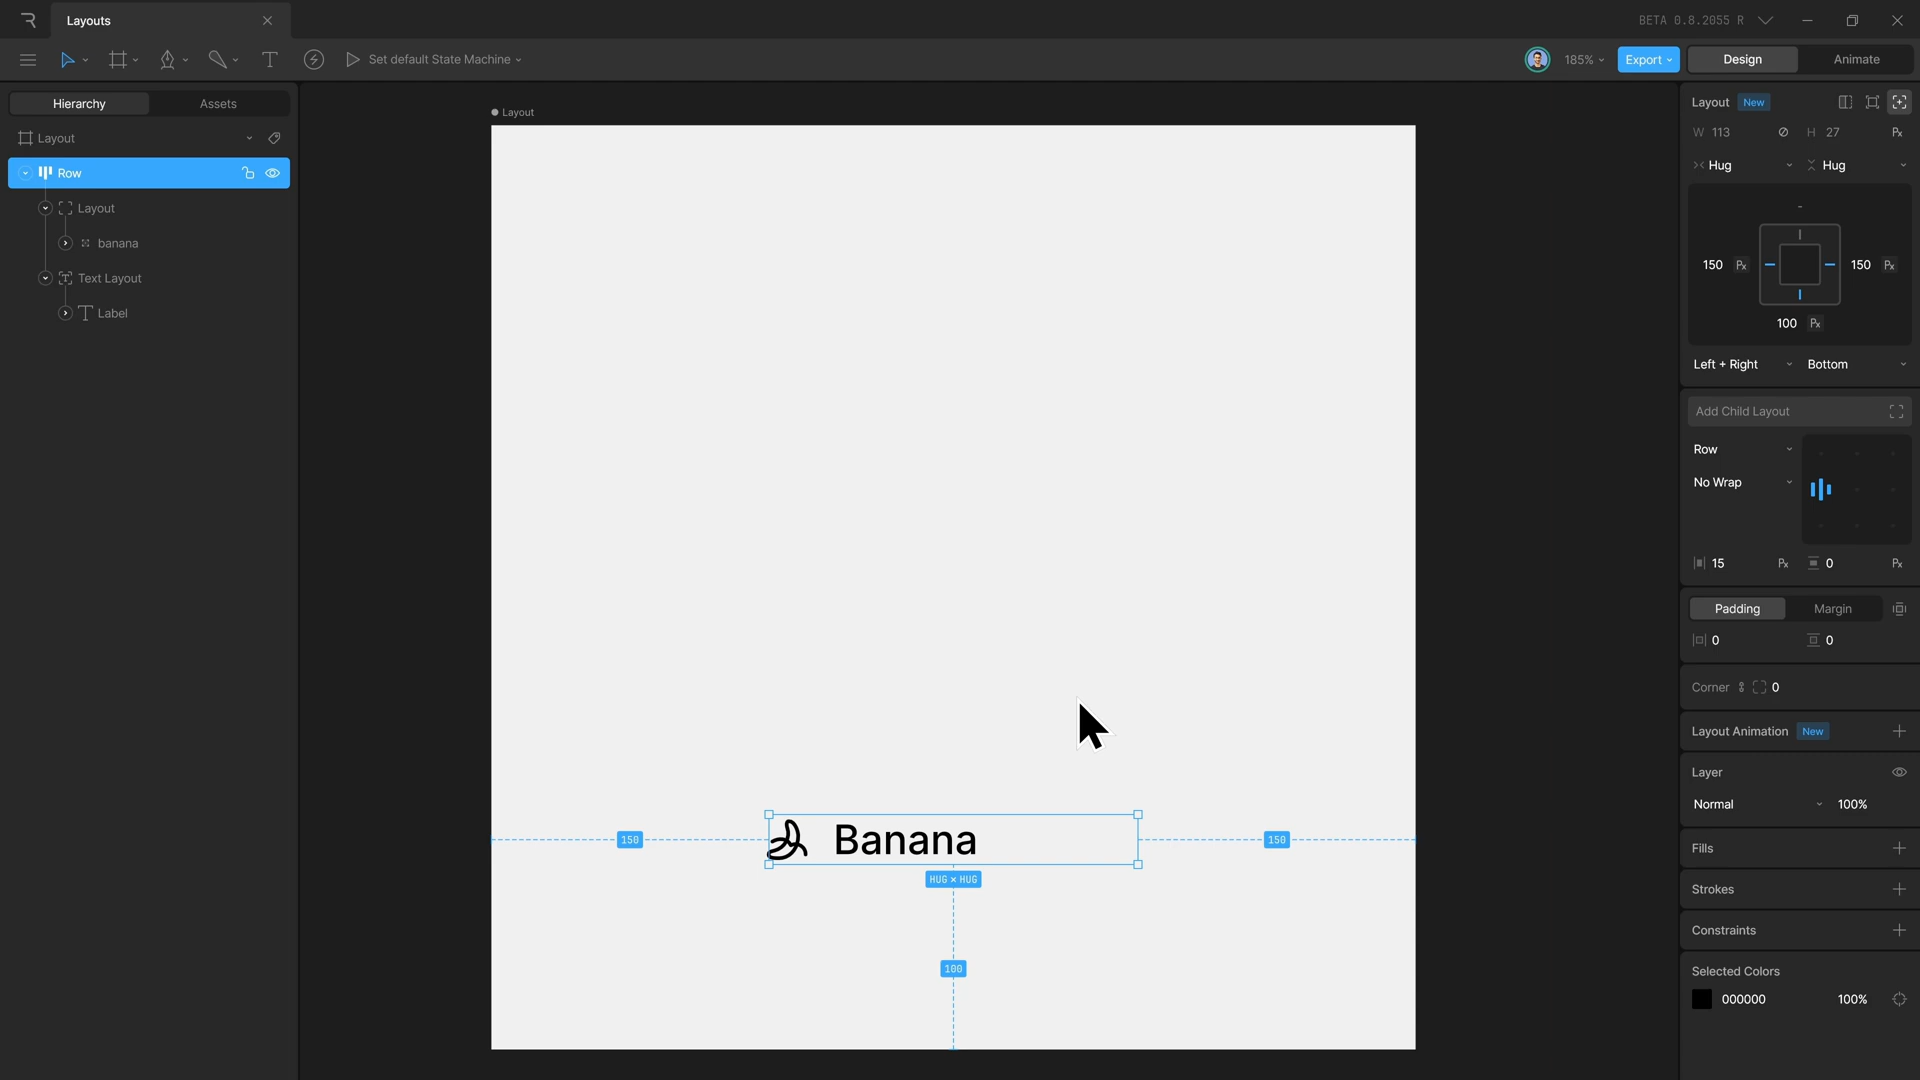 Layouts
BETA 0.8.2055 R
Set default State Machine
185%
Export
Design
Animate
Hierarchy
Assets
Layout
Row
Layout
banana
Text Layout
Label
Layout
150
Banana
150
HUG × HUG
100
Layout
New
W 113
H 27
Px
Hug
Hug
-
150 Px
150 Px
100 Px
Left + Right
Bottom
Add Child Layout
Row
No Wrap
15 Px
0 Px
Padding
Margin
0
0
Corner
0
Layout Animation
New
Layer
Normal
100%
Fills
Strokes
Constraints
Selected Colors
000000
100%